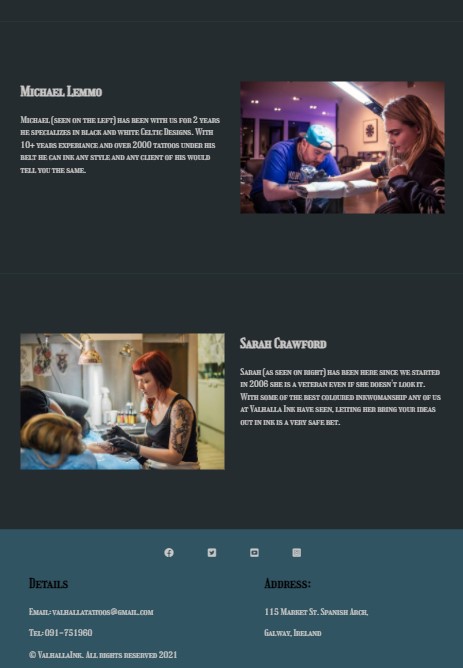 Michael Lemmo
Michael (seen on the left) has been with us for 2 years
he specializes in black and white Celtic Designs. With
10+ years experiance and over 2000 tatoos under his
belt he can ink any style and any client of his would
tell you the same.
Sarah Crawford
Sarah (as seen on right) has been here since we started
in 2006 she is a veteran even if she doesn't look it.
With some of the best coloured inkwomanship any of us
at Valhalla Ink have seen, letting her bring your ideas
out in ink is a very safe bet.
Details
Email: valhallatattoos@gmail.com
Tel: 091-751960
© ValhallaInk. All rights reserved 2021
Address:
115 Market St. Spanish Arch,
Galway, Ireland